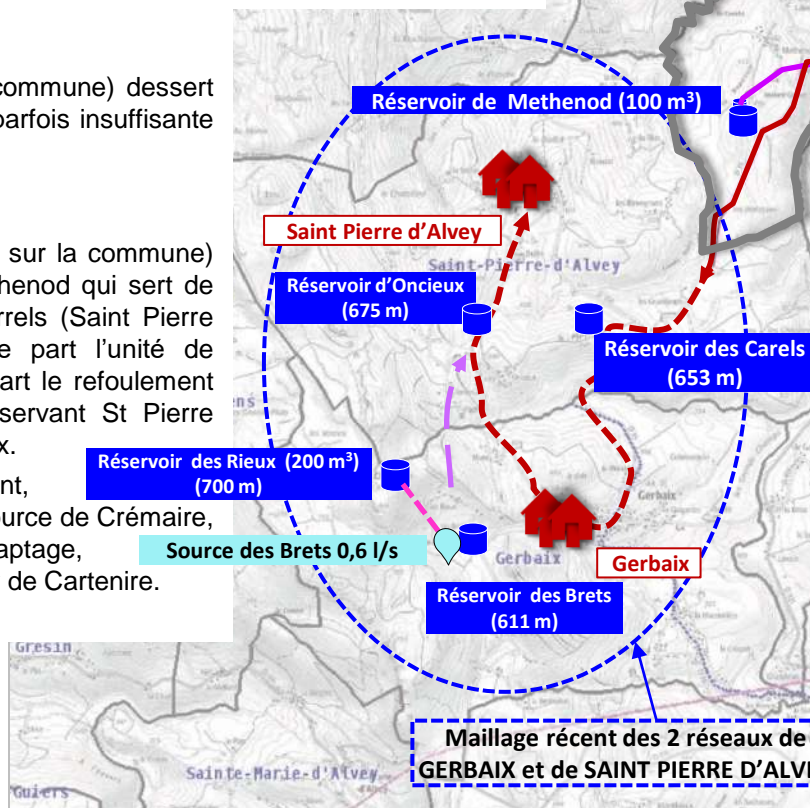 commune) dessert
parfois insuffisante
sur la commune)
henod qui sert de
rrels (Saint Pierre
e part l'unité de
art le refoulement
servant St Pierre
x.
nt,
ource de Crémaire,
aptage,
de Cartenire.
Réservoir de Methenod (100 m³)
Saint Pierre d'Alvey
Saint-Pierre-d'Alvey
Réservoir d'Oncieux
(675 m)
Réservoir des Carels
(653 m)
Réservoir des Rieux (200 m³)
(700 m)
Source des Brets 0,6 l/s
Gerbaix
Gerbaix
Gerbaix
Réservoir des Brets
(611 m)
Gresin
Maillage récent des 2 réseaux de
GERBAIX et de SAINT PIERRE D'ALV
Sainte-Marie-d'Alvey
Guiers